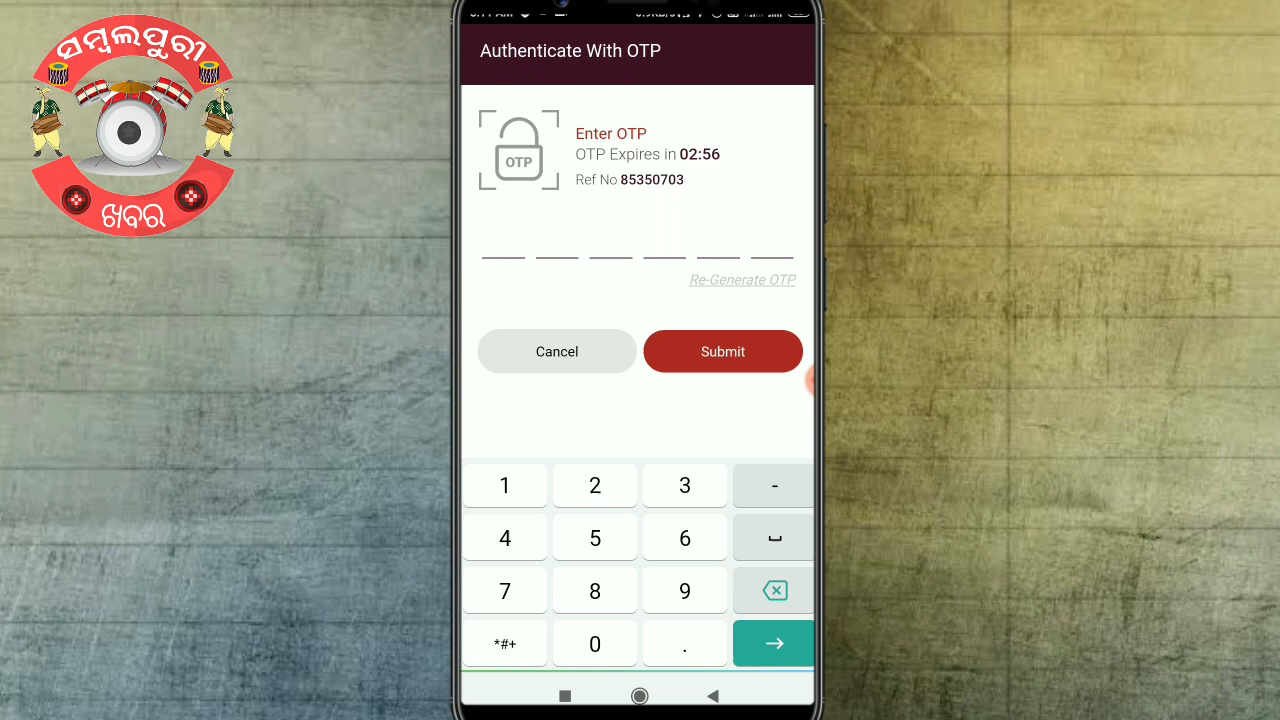 ସମ୍ବଲପୁରୀ
ଖବର
Authenticate With OTP
OTP
Enter OTP
OTP Expires in 02:56
Ref No 85350703
Re-Generate OTP
Cancel Submit
1 2 3 -
4 5 6
7 8 9
*#+ 0 .